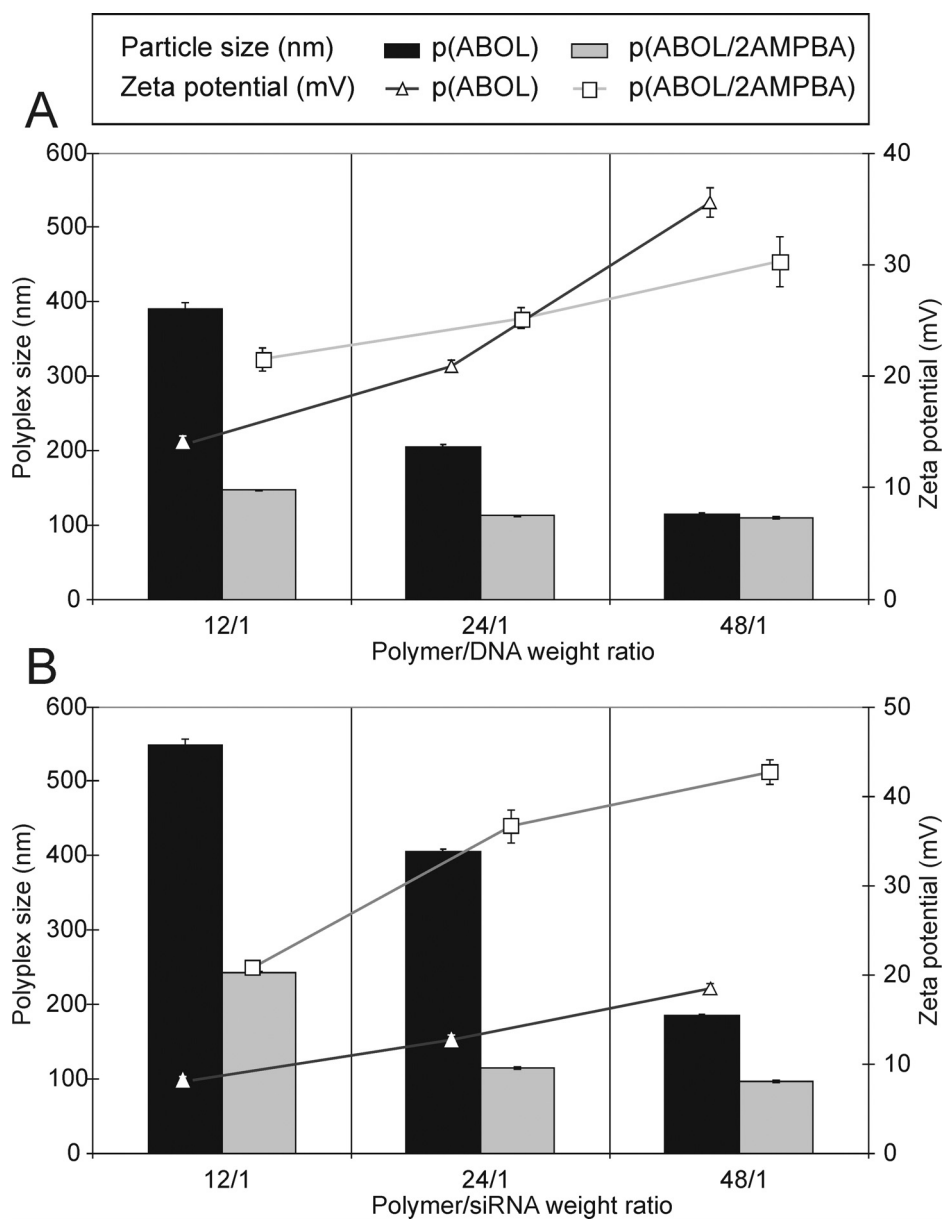 Particle size (nm) p(ABOL) p(ABOL/2AMPBA)
Zeta potential (mV) p(ABOL) p(ABOL/2AMPBA)
A
600
500
400
300
200
100
0
Polyplex size (nm)
40
30
20
10
0
Zeta potential (mV)
12/1 24/1 48/1
Polymer/DNA weight ratio
B
600
500
400
300
200
100
0
Polyplex size (nm)
50
40
30
20
10
0
Zeta potential (mV)
12/1 24/1 48/1
Polymer/siRNA weight ratio